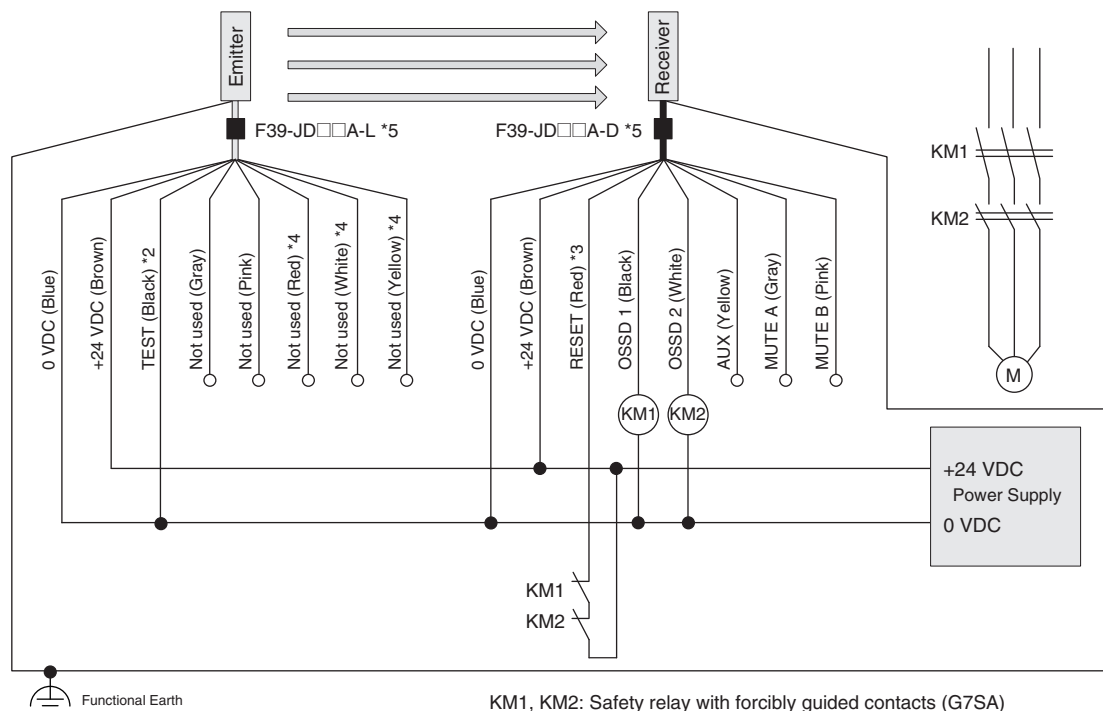 Emitter
Receiver
F39-JD□□A-L *5
F39-JD□□A-D *5
KM1
KM2
M
0 VDC (Blue)
+24 VDC (Brown)
TEST (Black) *2
Not used (Gray)
Not used (Pink)
Not used (Red) *4
Not used (White) *4
Not used (Yellow) *4
0 VDC (Blue)
+24 VDC (Brown)
RESET (Red) *3
OSSD 1 (Black)
OSSD 2 (White)
AUX (Yellow)
MUTE A (Gray)
MUTE B (Pink)
KM1
KM2
+24 VDC
Power Supply
0 VDC
KM1
KM2
Functional Earth
KM1, KM2: Safety relay with forcibly guided contacts (G7SA)